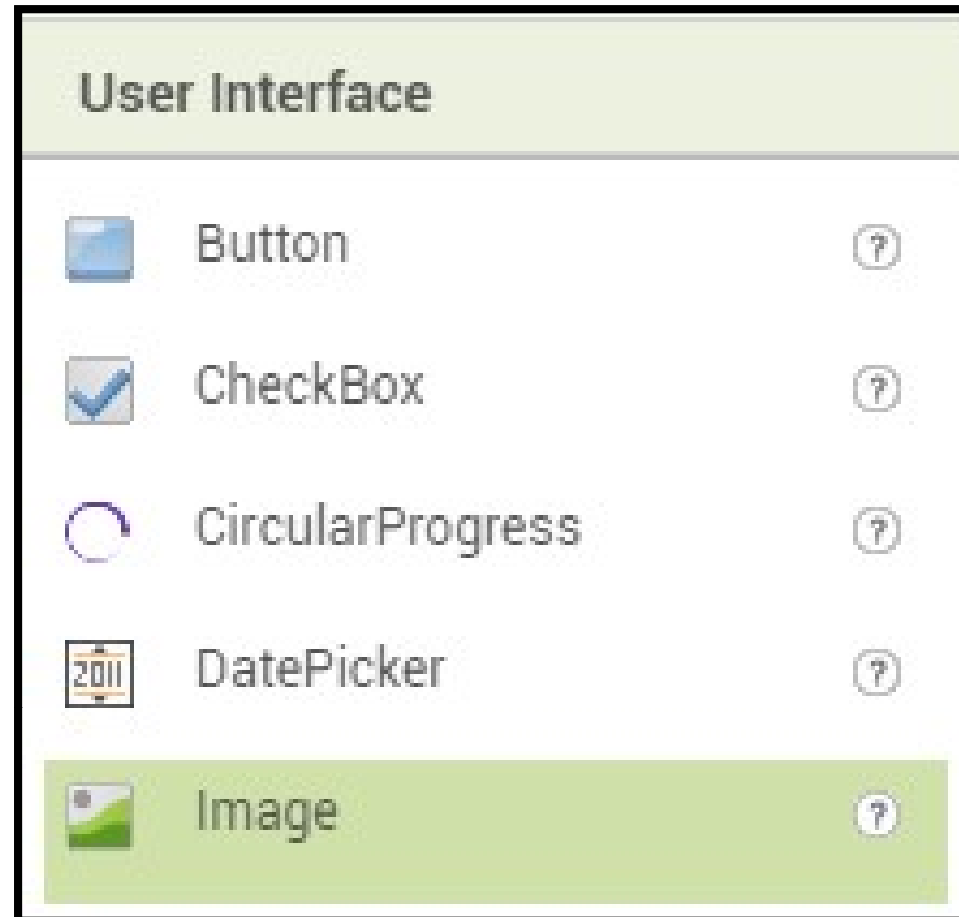 User Interface
Button ?
CheckBox ?
CircularProgress ?
2011 DatePicker ?
Image ?